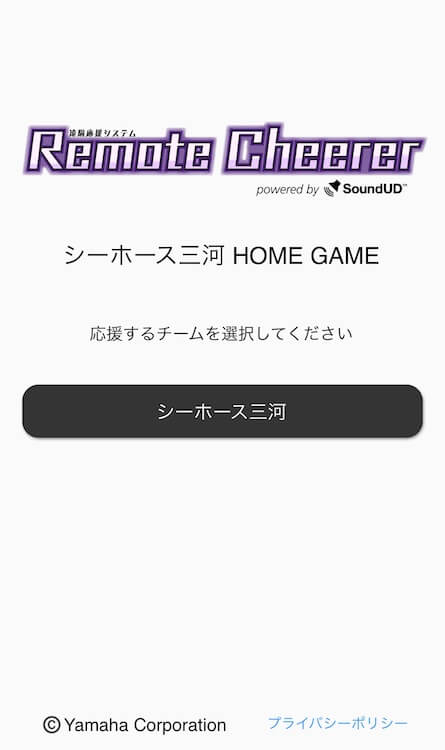 遠隔応援システム
Remote Cheerer
powered by SoundUD™
シーホース三河 HOME GAME
応援するチームを選択してください
シーホース三河
© Yamaha Corporation プライバシーポリシー